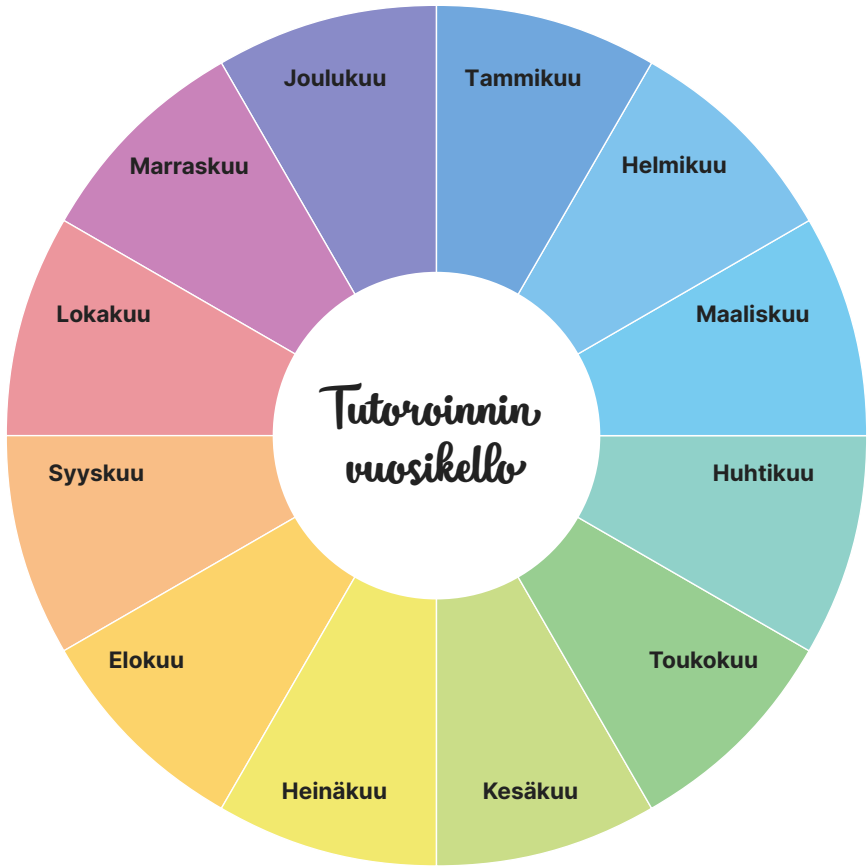 Tutoroinnin
vuosikello
Tammikuu
Helmikuu
Maaliskuu
Huhtikuu
Toukokuu
Kesäkuu
Heinäkuu
Elokuu
Syyskuu
Lokakuu
Marraskuu
Joulukuu